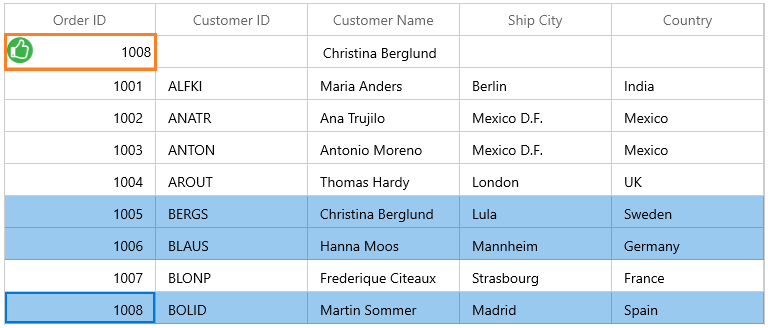 Order ID Customer ID Customer Name Ship City Country
1008 Christina Berglund
1001 ALFKI Maria Anders Berlin India
1002 ANATR Ana Trujilo Mexico D.F. Mexico
1003 ANTON Antonio Moreno Mexico D.F. Mexico
1004 AROUT Thomas Hardy London UK
1005 BERGS Christina Berglund Lula Sweden
1006 BLAUS Hanna Moos Mannheim Germany
1007 BLONP Frederique Citeaux Strasbourg France
1008 BOLID Martin Sommer Madrid Spain